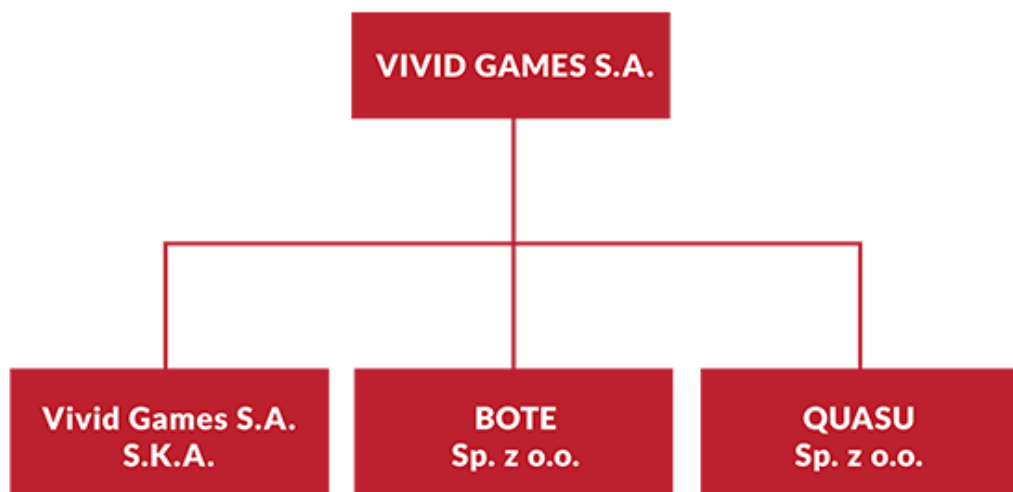 VIVID GAMES S.A.
Vivid Games S.A.
S.K.A.
BOTE
Sp. z o.o.
QUASU
Sp. z o.o.